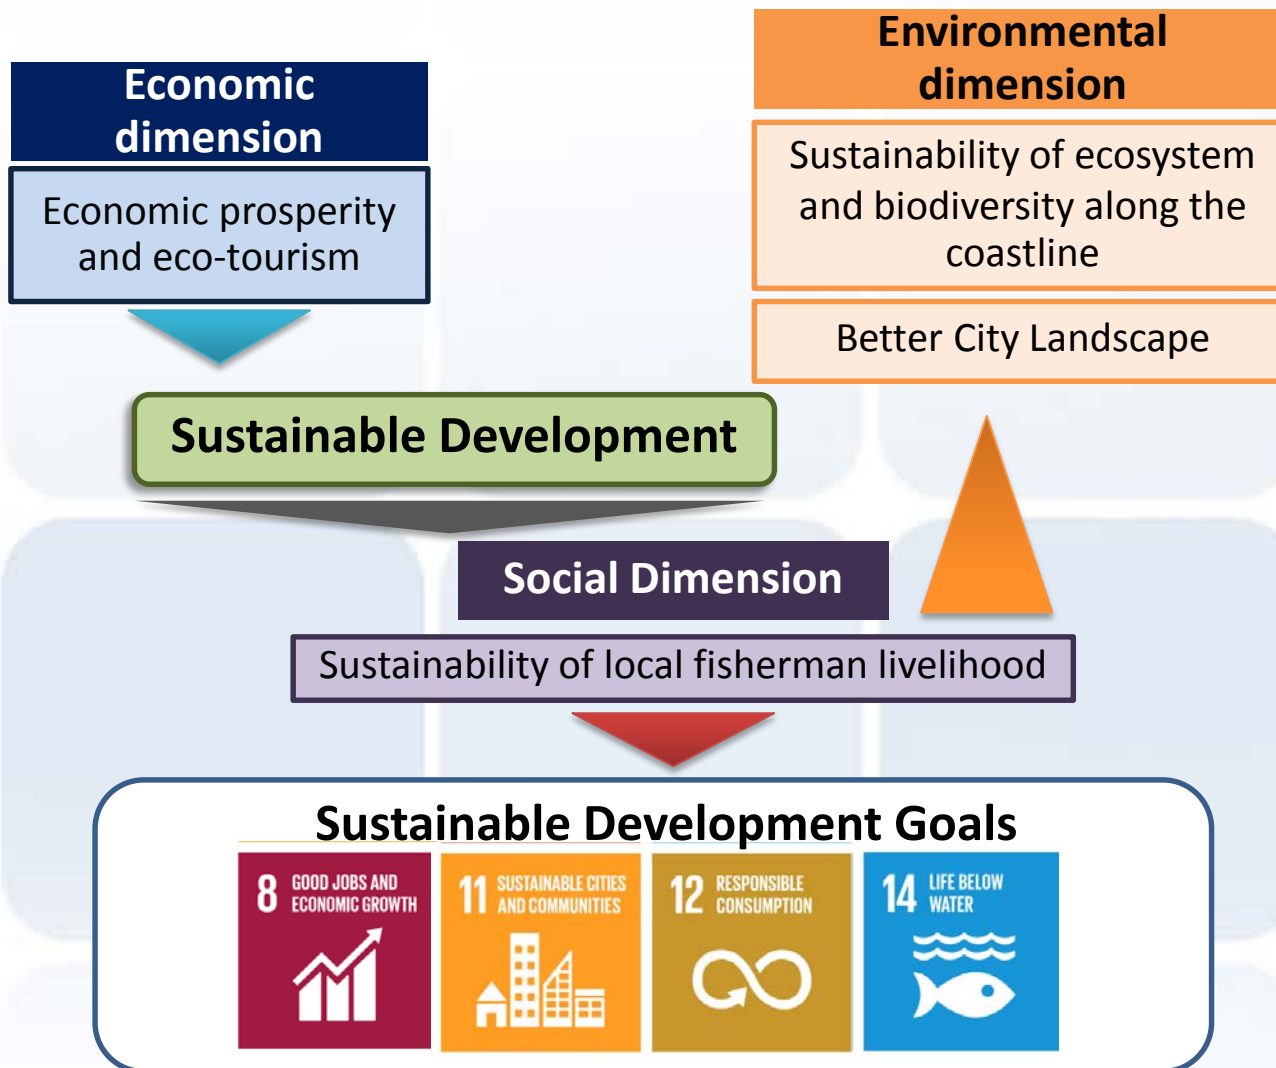 Economic
dimension
Economic prosperity
and eco-tourism
Environmental
dimension
Sustainability of ecosystem
and biodiversity along the
coastline
Better City Landscape
Sustainable Development
Social Dimension
Sustainability of local fisherman livelihood
Sustainable Development Goals
8 GOOD JOBS AND
ECONOMIC GROWTH
11 SUSTAINABLE CITIES
AND COMMUNITIES
12 RESPONSIBLE
CONSUMPTION
14 LIFE BELOW
WATER